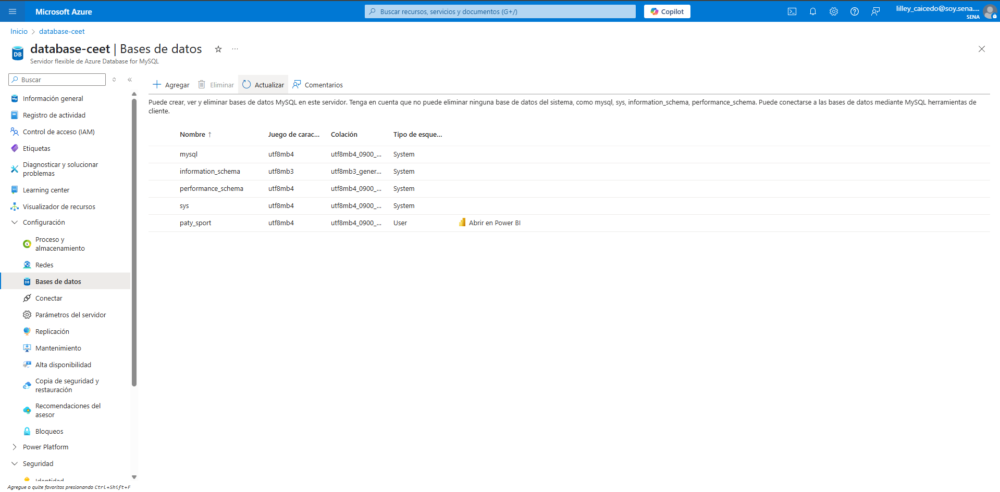 Microsoft Azure
Buscar recursos, servicios y documentos (G+/)
Copilot
lilley_caicedo@soy.sena....
SENA
Inicio > database-ceet
DB
database-ceet | Bases de datos
Servidor flexible de Azure Database for MySQL
Buscar
Agregar
Eliminar
Actualizar
Comentarios
Información general
Registro de actividad
Control de acceso (IAM)
Etiquetas
Diagnosticar y solucionar
problemas
Learning center
Visualizador de recursos
Configuración
Proceso y
almacenamiento
Redes
Bases de datos
Conectar
Parámetros del servidor
Replicación
Mantenimiento
Alta disponibilidad
Copia de seguridad y
restauración
Recomendaciones del
asesor
Bloqueos
Power Platform
Seguridad
Identidad
Agregue o quite favoritos presionando Ctrl+Shift+F
Puede crear, ver y eliminar bases de datos MySQL en este servidor. Tenga en cuenta que no puede eliminar ninguna base de datos del sistema, como mysql, sys, information_schema, performance_schema. Puede conectarse a las bases de datos mediante MySQL herramientas de
cliente.
Nombre ↑ Juego de carac... Colación Tipo de esque...
mysql utf8mb4 utf8mb4_0900_... System
information_schema utf8mb3 utf8mb3_gener... System
performance_schema utf8mb4 utf8mb4_0900_... System
sys utf8mb4 utf8mb4_0900_... System
paty_sport utf8mb4 utf8mb4_0900_... User Abrir en Power BI